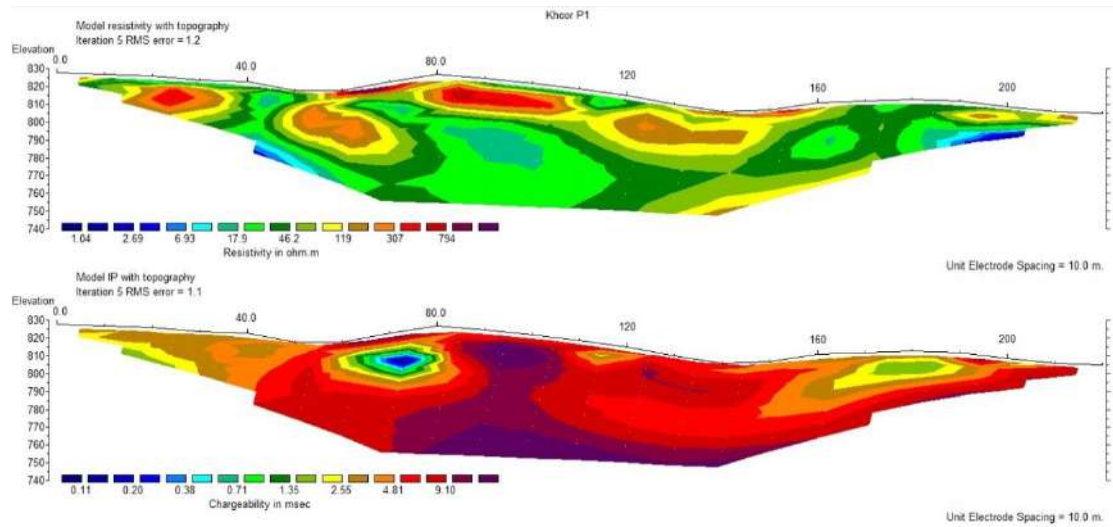 Khoor P1
Model resistivity with topography
Iteration 5 RMS error = 1.2
Elevation
0.0 40.0 80.0 120 160 200
830
820
810
800
790
780
770
760
750
740
1.04 2.69 6.93 17.9 46.2 119 307 794
Resistivity in ohm.m
Unit Electrode Spacing = 10.0 m.
Model IP with topography
Iteration 5 RMS error = 1.1
Elevation
0.0 40.0 80.0 120 160 200
830
820
810
800
790
780
770
760
750
740
0.11 0.20 0.38 0.71 1.35 2.55 4.81 9.10
Chargeability in msec
Unit Electrode Spacing = 10.0 m.